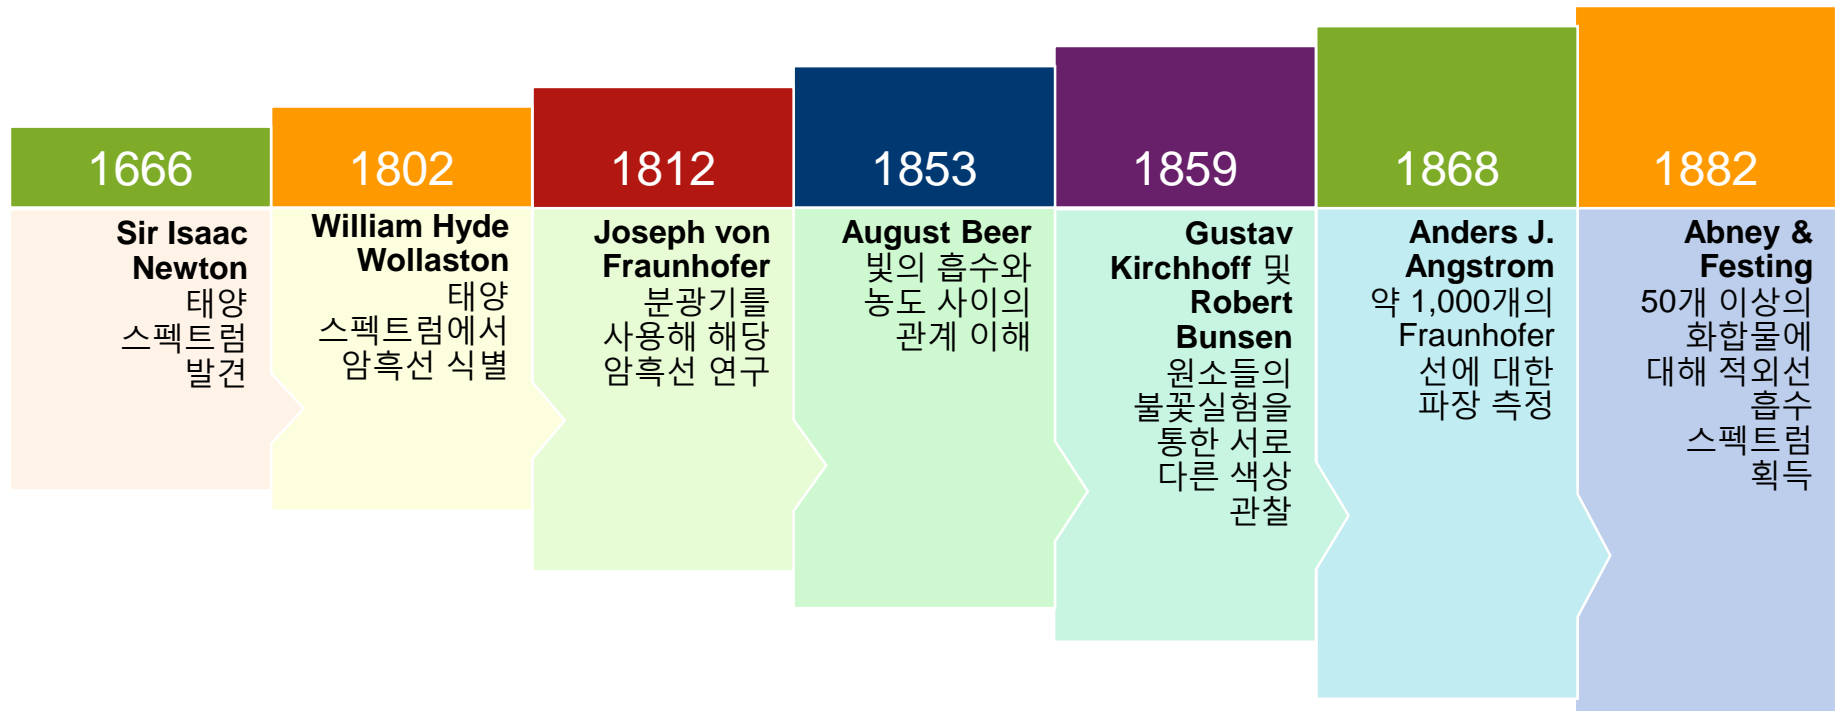 1666
Sir Isaac
Newton
태양
스펙트럼
발견
1802
William Hyde
Wollaston
태양
스펙트럼에서
암흑선 식별
1812
Joseph von
Fraunhofer
분광기를
사용해 해당
암흑선 연구
1853
August Beer
빛의 흡수와
농도 사이의
관계 이해
1859
Gustav
Kirchhoff 및
Robert
Bunsen
원소들의
불꽃실험을
통한 서로
다른 색상
관찰
1868
Anders J.
Angstrom
약 1,000개의
Fraunhofer
선에 대한
파장 측정
1882
Abney &
Festing
50개 이상의
화합물에
대해 적외선
흡수
스펙트럼
획득